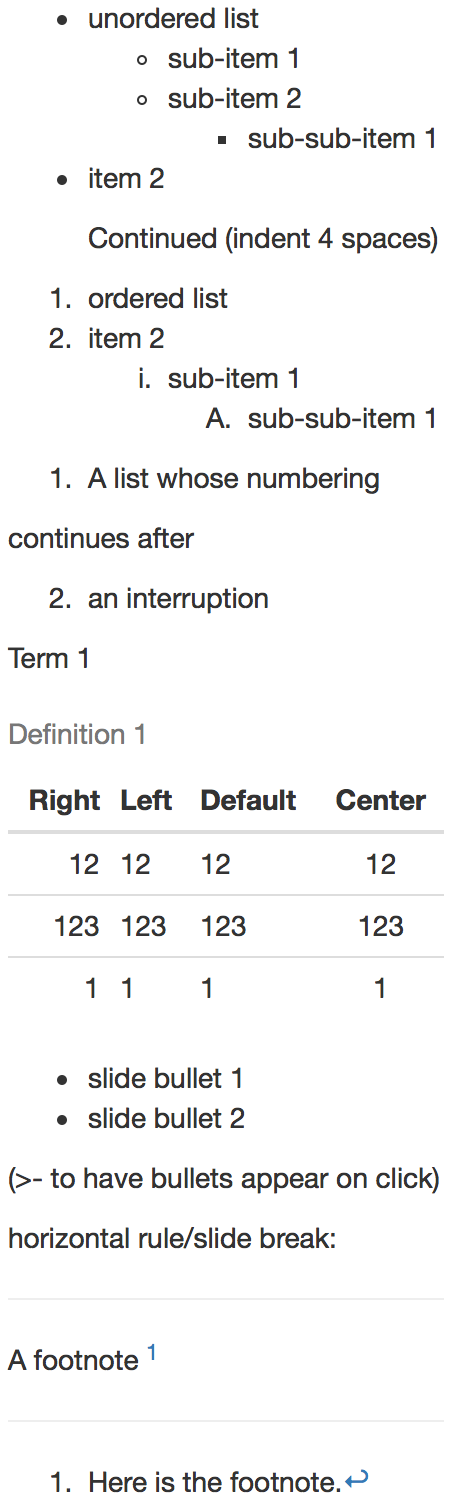 • unordered list
◦ sub-item 1
◦ sub-item 2
▪ sub-sub-item 1
• item 2
Continued (indent 4 spaces)
1. ordered list
2. item 2
i. sub-item 1
A. sub-sub-item 1
1. A list whose numbering
continues after
2. an interruption
Term 1
Definition 1
Right Left Default Center
12 12 12 12
123 123 123 123
1 1 1 1
• slide bullet 1
• slide bullet 2
(>- to have bullets appear on click)
horizontal rule/slide break:
A footnote 1
1. Here is the footnote.↩